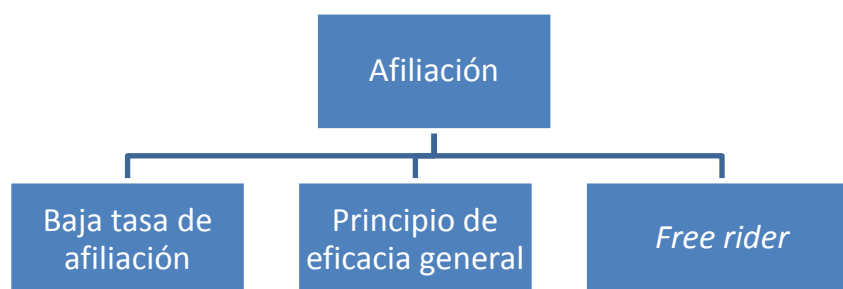 Afiliación
Baja tasa de
afiliación
Principio de
eficacia general
Free rider